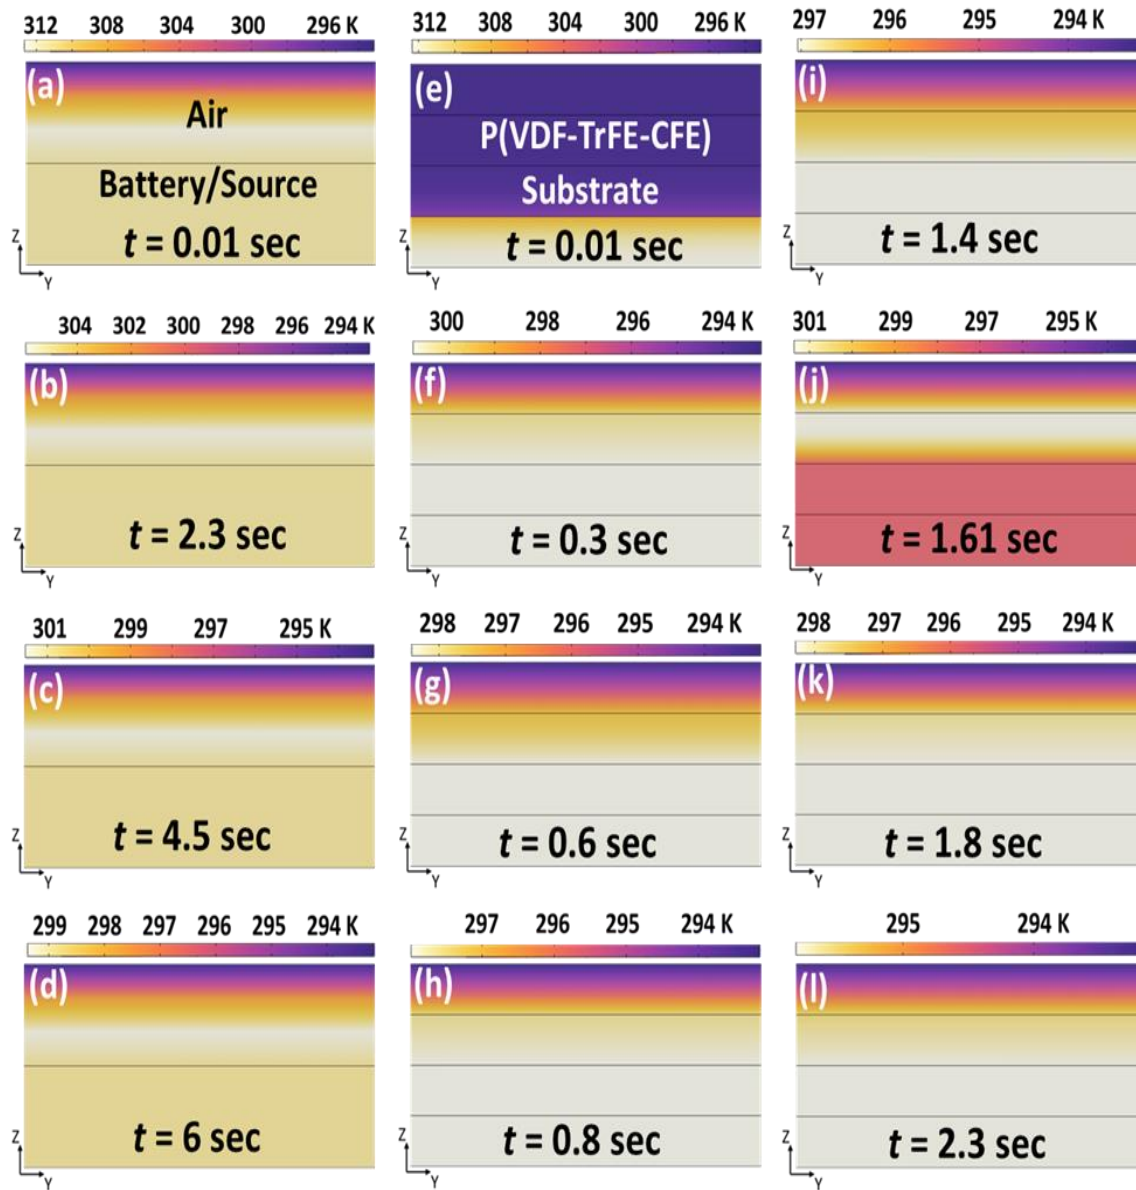 312 308 304 300 296 K
(a)
Air
Battery/Source
t = 0.01 sec
Z
Y
312 308 304 300 296 K
(e)
P(VDF-TrFE-CFE)
Substrate
t = 0.01 sec
Z
Y
297 296 295 294 K
(i)
t = 1.4 sec
Z
Y
304 302 300 298 296 294 K
(b)
t = 2.3 sec
Z
Y
300 298 296 294 K
(f)
t = 0.3 sec
Z
Y
301 299 297 295 K
(j)
t = 1.61 sec
Z
Y
301 299 297 295 K
(c)
t = 4.5 sec
Z
Y
298 297 296 295 294 K
(g)
t = 0.6 sec
Z
Y
298 297 296 295 294 K
(k)
t = 1.8 sec
Z
Y
299 298 297 296 295 294 K
(d)
t = 6 sec
Z
Y
297 296 295 294 K
(h)
t = 0.8 sec
Z
Y
295 294 K
(l)
t = 2.3 sec
Z
Y